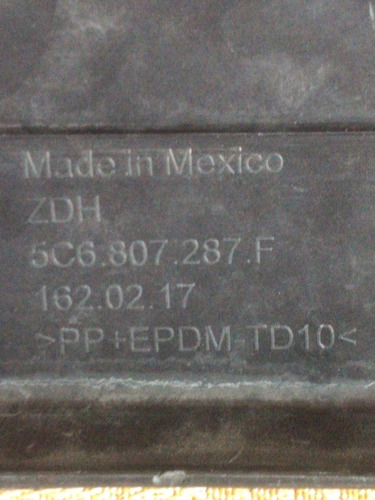 Made in Mexico
ZDH
5C6.807.287.F
162.02.17
>PP+EPDM-TD10<